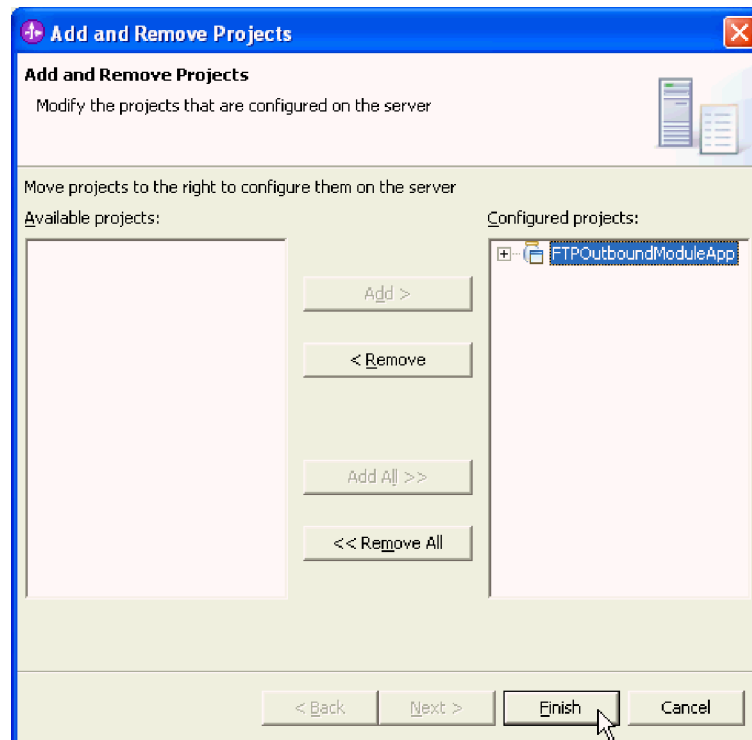 Add and Remove Projects
Add and Remove Projects
Modify the projects that are configured on the server
Move projects to the right to configure them on the server
Available projects:
Configured projects:
FTPOutboundModuleApp
Add >
< Remove
Add All >>
<< Remove All
< Back
Next >
Finish
Cancel